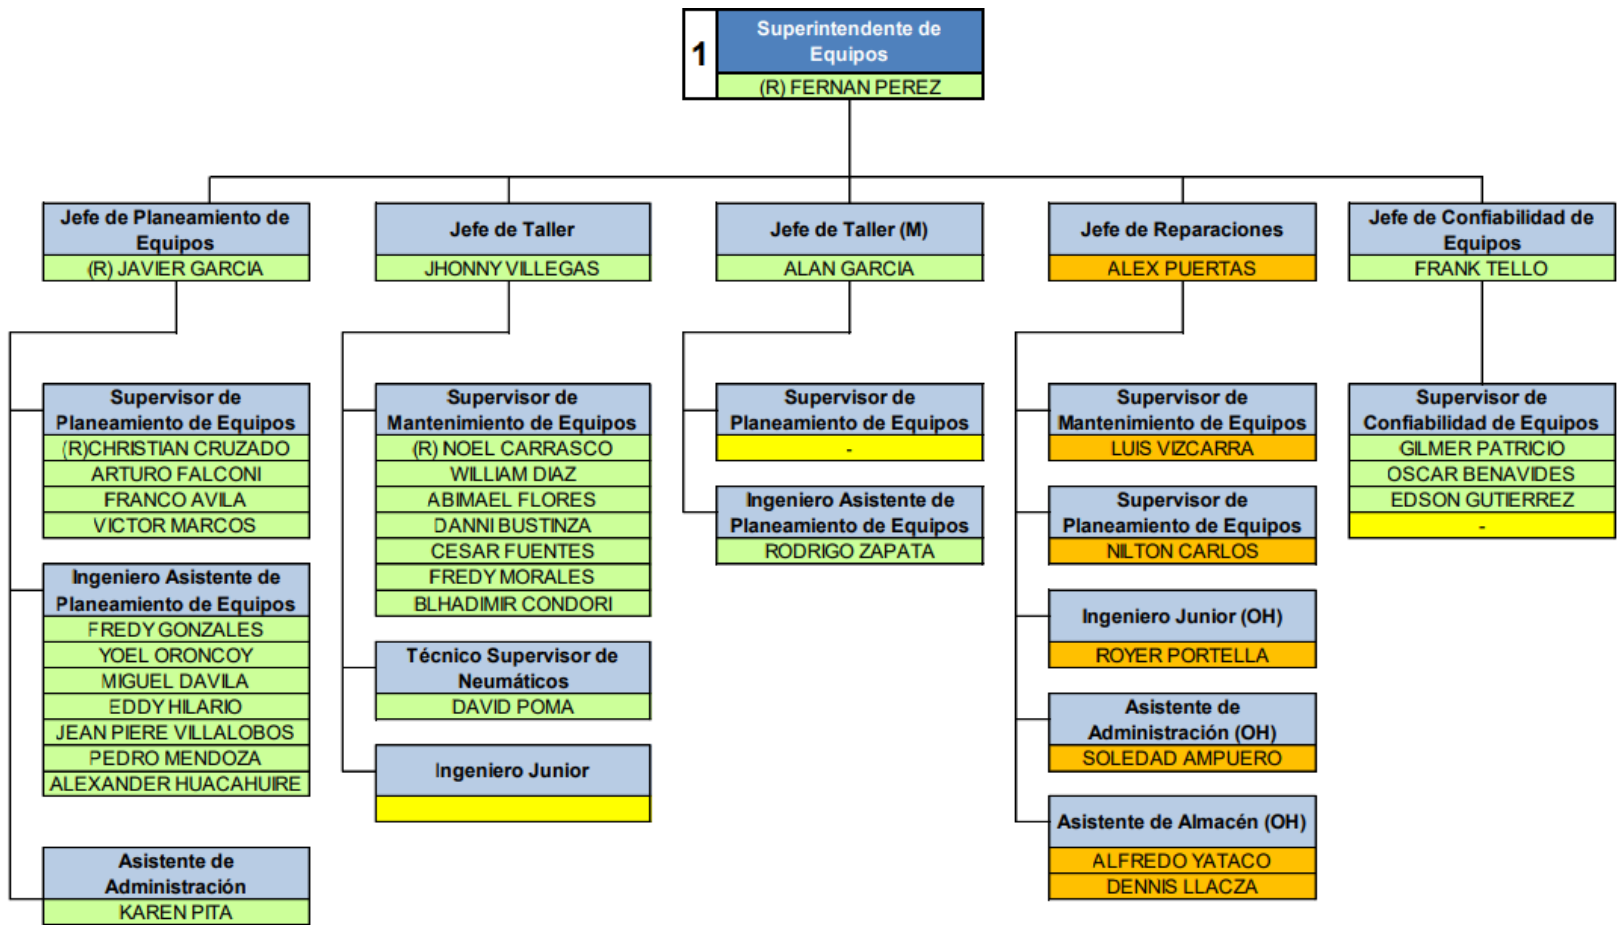 1
Superintendente de
Equipos
(R) FERNAN PEREZ
Jefe de Planeamiento de
Equipos
(R) JAVIER GARCIA
Supervisor de
Planeamiento de Equipos
(R)CHRISTIAN CRUZADO
ARTURO FALCONI
FRANCO AVILA
VICTOR MARCOS
Ingeniero Asistente de
Planeamiento de Equipos
FREDY GONZALES
YOEL ORONCOY
MIGUEL DAVILA
EDDY HILARIO
JEAN PIERE VILLALOBOS
PEDRO MENDOZA
ALEXANDER HUACAHUIRE
Asistente de
Administración
KAREN PITA
Jefe de Taller
JHONNY VILLEGAS
Supervisor de
Mantenimiento de Equipos
(R) NOEL CARRASCO
WILLIAM DIAZ
ABIMAEL FLORES
DANNI BUSTINZA
CESAR FUENTES
FREDY MORALES
BLHADIMIR CONDORI
Técnico Supervisor de
Neumáticos
DAVID POMA
Ingeniero Junior
Jefe de Taller (M)
ALAN GARCIA
Supervisor de
Planeamiento de Equipos
-
Ingeniero Asistente de
Planeamiento de Equipos
RODRIGO ZAPATA
Jefe de Reparaciones
ALEX PUERTAS
Supervisor de
Mantenimiento de Equipos
LUIS VIZCARRA
Supervisor de
Planeamiento de Equipos
NILTON CARLOS
Ingeniero Junior (OH)
ROYER PORTELLA
Asistente de
Administración (OH)
SOLEDAD AMPUERO
Asistente de Almacén (OH)
ALFREDO YATACO
DENNIS LLACZA
Jefe de Confiabilidad de
Equipos
FRANK TELLO
Supervisor de
Confiabilidad de Equipos
GILMER PATRICIO
OSCAR BENAVIDES
EDSON GUTIERREZ
-